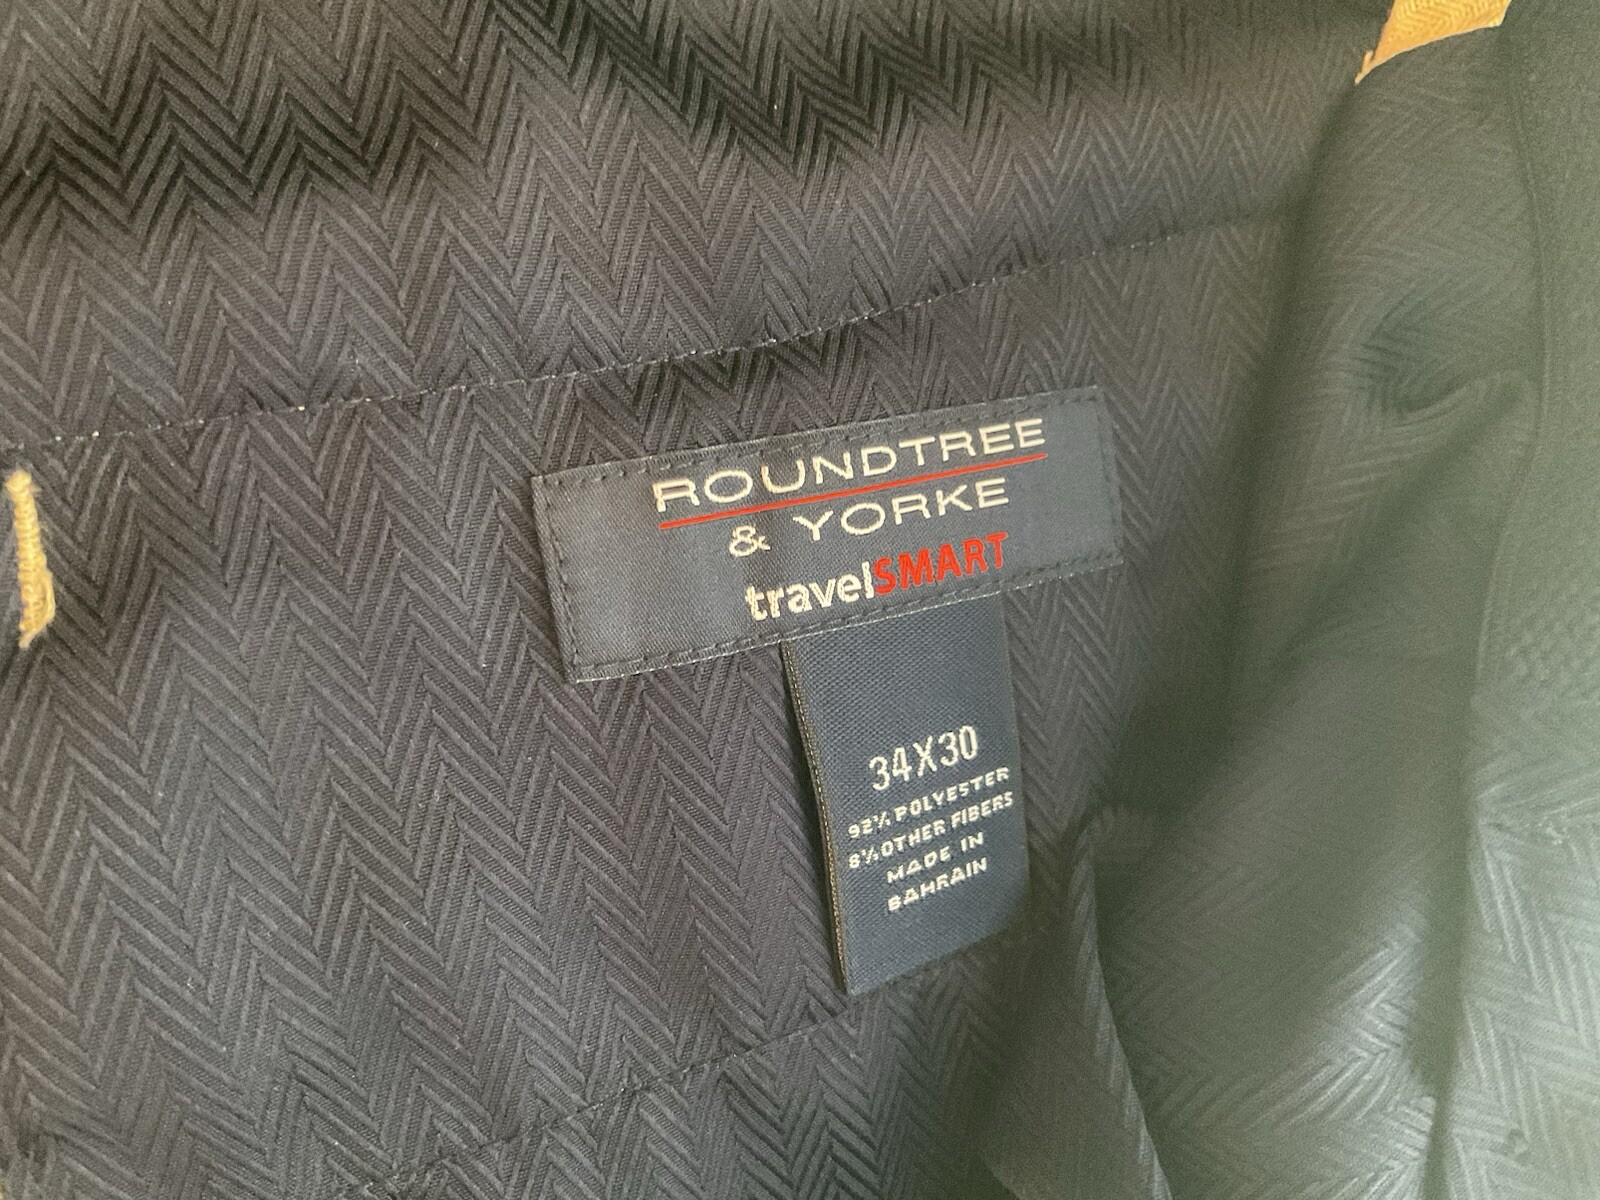 ROUNDTREE
& YORKE
travelSMART
34X30
92% POLYESTER
8% OTHER FIBERS
MADE IN
BAHRAIN